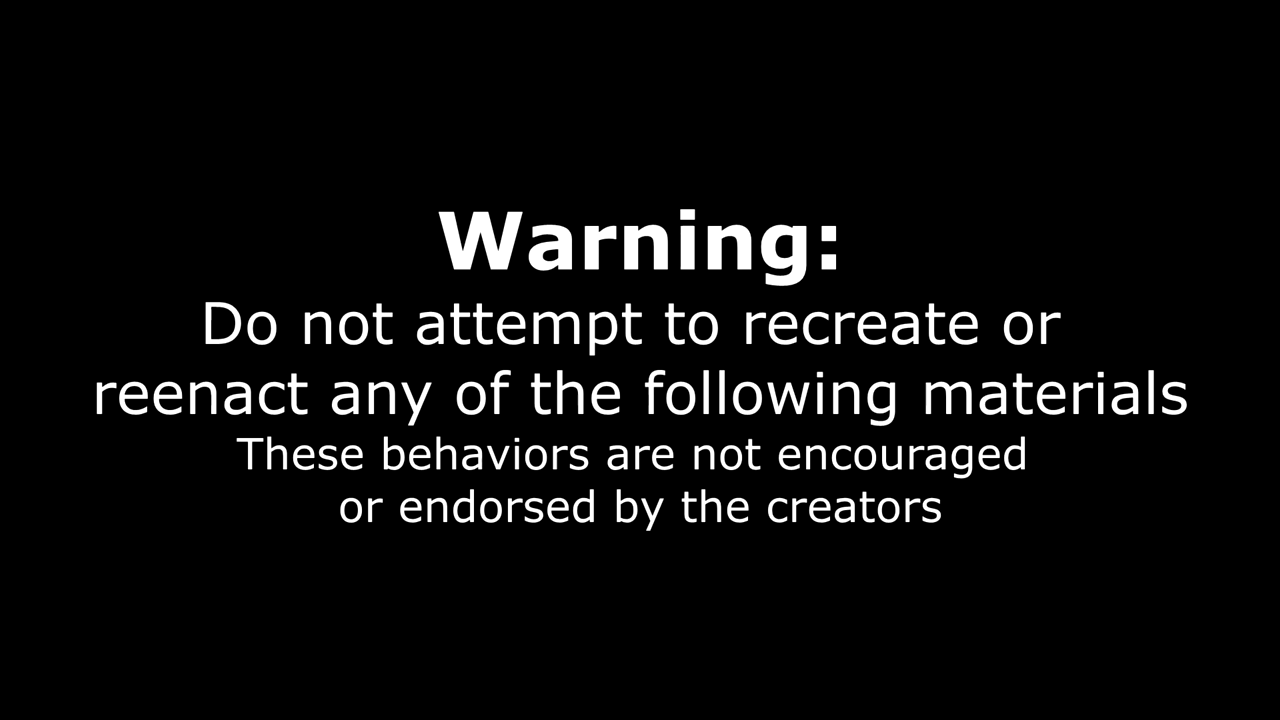 Warning:
Do not attempt to recreate or
reenact any of the following materials
These behaviors are not encouraged
or endorsed by the creators